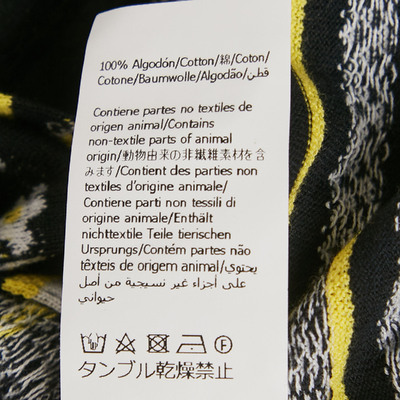 100% Algodón/Cotton/綿/Coton/
Cotone/Baumwolle/Algodão/قطن
Contiene partes no textiles de
origen animal/Contains
non-textile parts of animal
origin/動物由来の非繊維素材を含
みます/Contient des parties non
textiles d'origine animale/
Contiene parti non tessili di
origine animale/Enthält
nichttextile Teile tierischen
Ursprungs/Contém partes não
têxteis de origem animal/يحتوي
على أجزاء غير نسيجية من أصل
حيواني
F
タンブル乾燥禁止